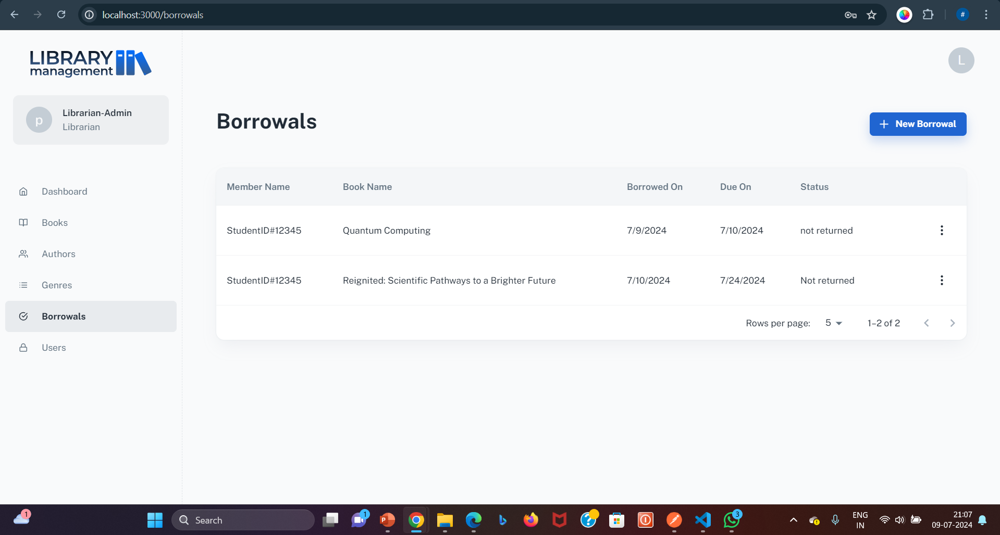 localhost:3000/borrowals
#
LIBRARY
management
L
p
Librarian-Admin
Librarian
Borrowals
New Borrowal
Dashboard
Books
Authors
Genres
Borrowals
Users
Member Name Book Name Borrowed On Due On Status
StudentID#12345 Quantum Computing 7/9/2024 7/10/2024 not returned
StudentID#12345 Reignited: Scientific Pathways to a Brighter Future 7/10/2024 7/24/2024 Not returned
Rows per page: 5 1–2 of 2
1
Search
1
P
3
ENG
IN
21:07
09-07-2024